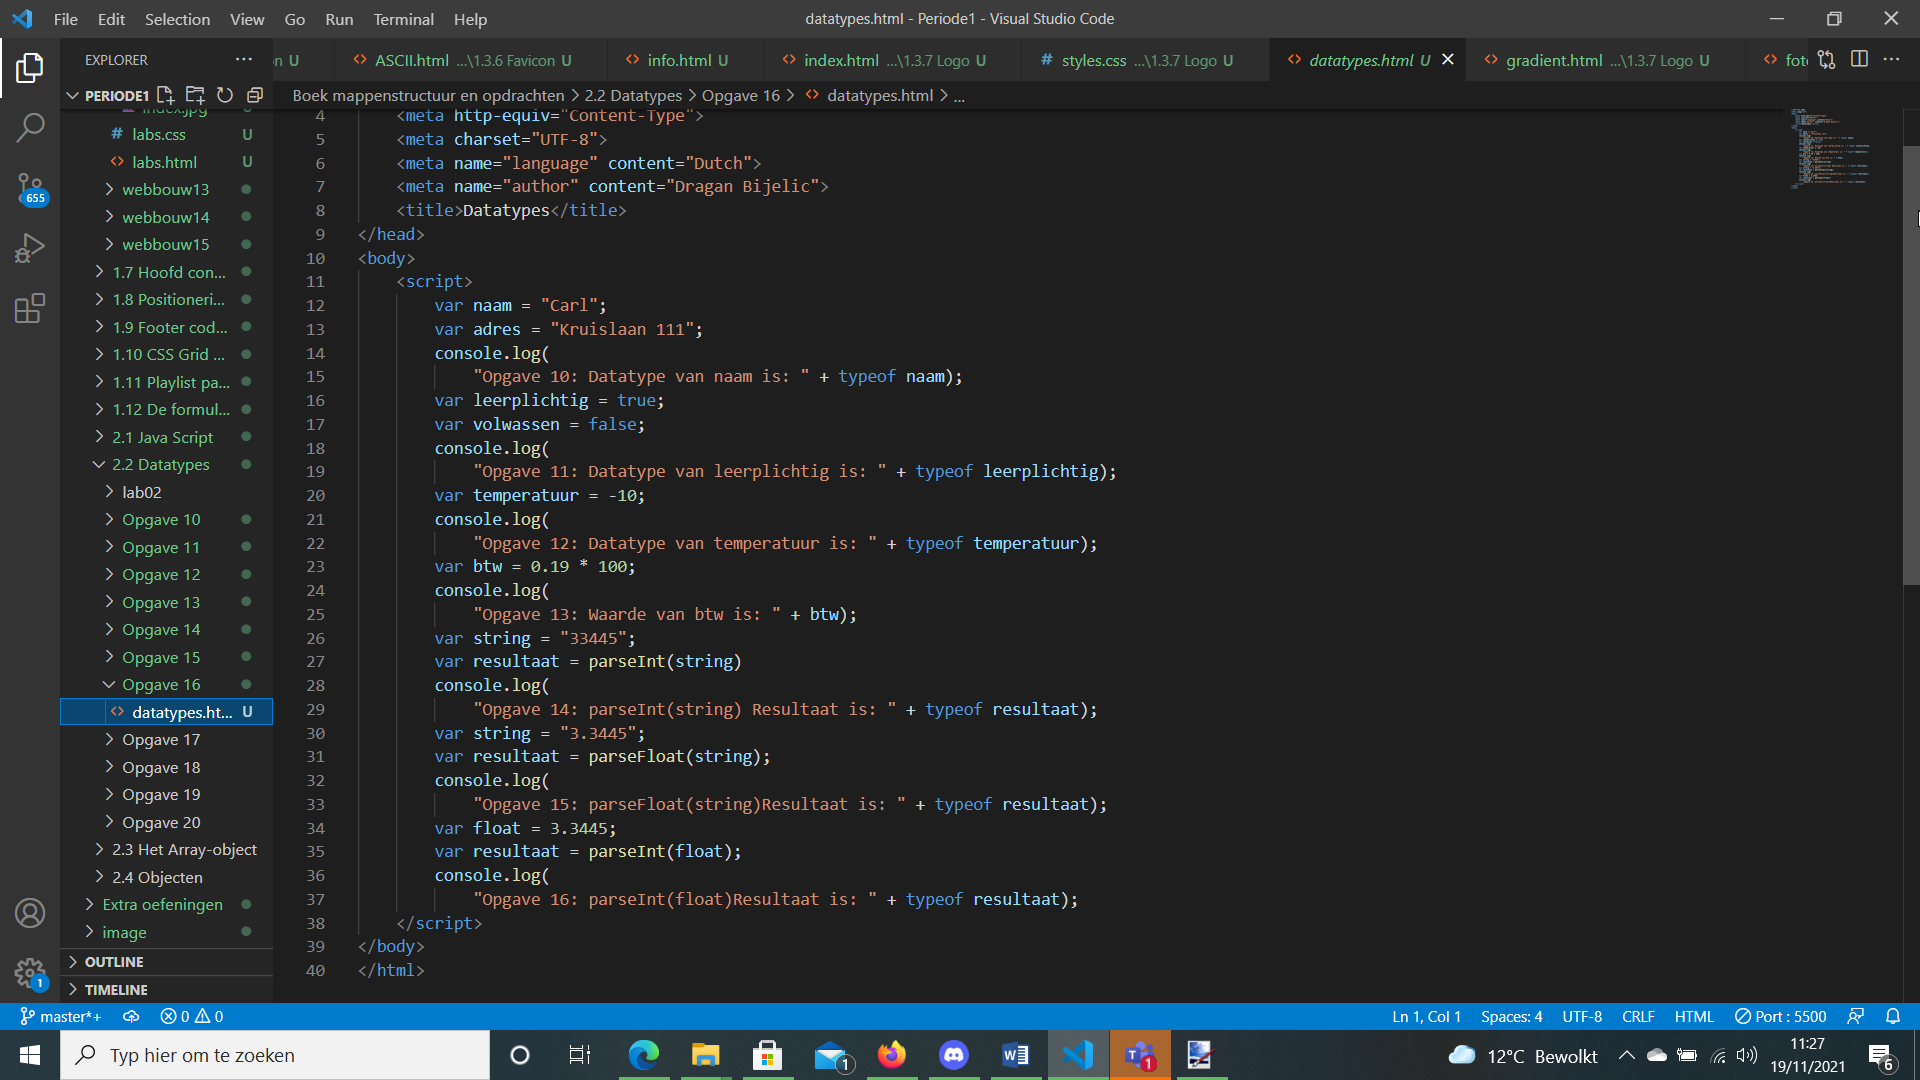 File Edit Selection View Go Run Terminal Help
datatypes.html - Periode1 - Visual Studio Code
EXPLORER
U
ASCII.html ...\1.3.6 Favicon U
info.html U
index.html ...\1.3.7 Logo U
# styles.css ...\1.3.7 Logo U
datatypes.html U
gradient.html ...\1.3.7 Logo U
PERIODE1
Boek mappenstructuur en opdrachten > 2.2 Datatypes > Opgave 16 > datatypes.html > ...
index.jpg
# labs.css U
labs.html U
webbouw13
webbouw14
webbouw15
1.7 Hoofd con...
1.8 Positioneri...
1.9 Footer cod...
1.10 CSS Grid ...
1.11 Playlist pa...
1.12 De formul...
2.1 Java Script
2.2 Datatypes
lab02
Opgave 10
Opgave 11
Opgave 12
Opgave 13
Opgave 14
Opgave 15
Opgave 16
datatypes.ht... U
Opgave 17
Opgave 18
Opgave 19
Opgave 20
2.3 Het Array-object
2.4 Objecten
Extra oefeningen
image
OUTLINE
TIMELINE
655
1
4 <meta http-equiv="Content-Type">
5 <meta charset="UTF-8">
6 <meta name="language" content="Dutch">
7 <meta name="author" content="Dragan Bijelic">
8 <title>Datatypes</title>
9 </head>
10 <body>
11 <script>
12 var naam = "Carl";
13 var adres = "Kruislaan 111";
14 console.log(
15 "Opgave 10: Datatype van naam is: " + typeof naam);
16 var leerplichtig = true;
17 var volwassen = false;
18 console.log(
19 "Opgave 11: Datatype van leerplichtig is: " + typeof leerplichtig);
20 var temperatuur = -10;
21 console.log(
22 "Opgave 12: Datatype van temperatuur is: " + typeof temperatuur);
23 var btw = 0.19 * 100;
24 console.log(
25 "Opgave 13: Waarde van btw is: " + btw);
26 var string = "33445";
27 var resultaat = parseInt(string)
28 console.log(
29 "Opgave 14: parseInt(string) Resultaat is: " + typeof resultaat);
30 var string = "3.3445";
31 var resultaat = parseFloat(string);
32 console.log(
33 "Opgave 15: parseFloat(string)Resultaat is: " + typeof resultaat);
34 var float = 3.3445;
35 var resultaat = parseInt(float);
36 console.log(
37 "Opgave 16: parseInt(float)Resultaat is: " + typeof resultaat);
38 </script>
39 </body>
40 </html>
master*+ 0 0
Ln 1, Col 1 Spaces: 4 UTF-8 CRLF HTML Port : 5500
Typ hier om te zoeken
1
1
12°C Bewolkt
11:27
19/11/2021
6